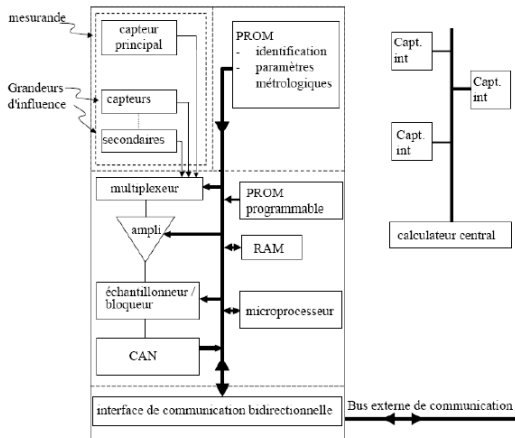 mesurande
capteur
principal
Grandeurs
d'influence
capteurs
secondaires
PROM
- identification
- paramètres
métrologiques
multiplexeur
ampli
échantillonneur /
bloqueur
CAN
PROM
programmable
RAM
microprocesseur
interface de communication bidirectionnelle
Bus externe de communication
Capt.
int
Capt.
int
Capt.
int
calculateur central